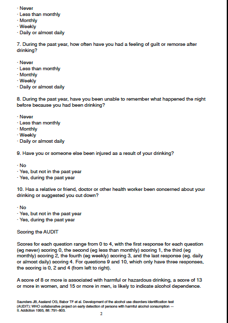 · Never
· Less than monthly
· Monthly
· Weekly
· Daily or almost daily
7. During the past year, how often have you had a feeling of guilt or remorse after
drinking?
· Never
· Less than monthly
· Monthly
· Weekly
· Daily or almost daily
8. During the past year, have you been unable to remember what happened the night
before because you had been drinking?
· Never
· Less than monthly
· Monthly
· Weekly
· Daily or almost daily
9. Have you or someone else been injured as a result of your drinking?
· No
· Yes, but not in the past year
· Yes, during the past year
10. Has a relative or friend, doctor or other health worker been concerned about your
drinking or suggested you cut down?
· No
· Yes, but not in the past year
· Yes, during the past year
Scoring the AUDIT
Scores for each question range from 0 to 4, with the first response for each question
(eg never) scoring 0, the second (eg less than monthly) scoring 1, the third (eg
monthly) scoring 2, the fourth (eg weekly) scoring 3, and the last response (eg. daily
or almost daily) scoring 4. For questions 9 and 10, which only have three responses,
the scoring is 0, 2 and 4 (from left to right).
A score of 8 or more is associated with harmful or hazardous drinking, a score of 13
or more in women, and 15 or more in men, is likely to indicate alcohol dependence.
Saunders JB, Aasland OG, Babor TF et al. Development of the alcohol use disorders identification test
(AUDIT): WHO collaborative project on early detection of persons with harmful alcohol consumption —
II. Addiction 1993, 88: 791–803.
2